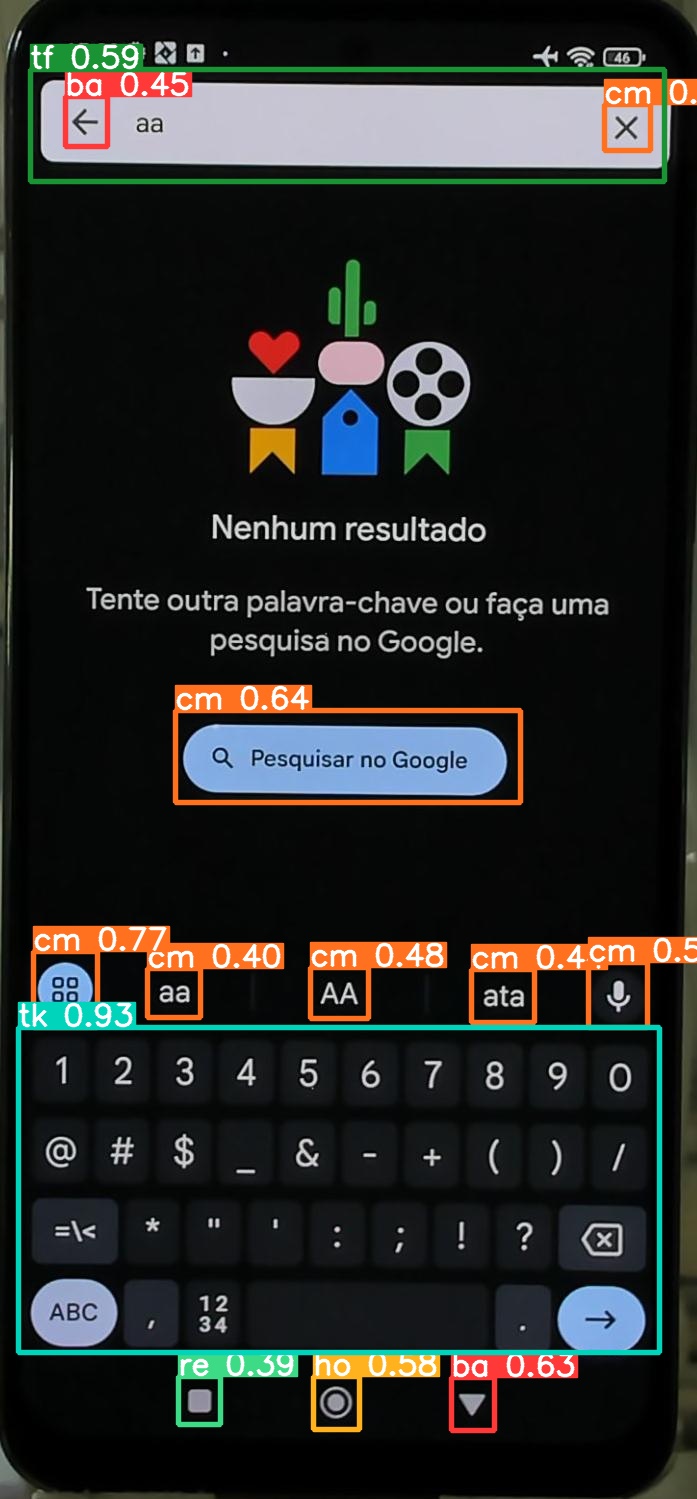 tf 0.59
46
ba 0.45
cm 0.
aa
Nenhum resultado
Tente outra palavra-chave ou faça uma
pesquisa no Google.
cm 0.64
Pesquisar no Google
cm 0.77
cm 0.40
cm 0.48
cm 0.4
cm 0.5
aa
AA
ata
tk 0.93
1 2 3 4 5 6 7 8 9 0
@ # $ _ & - + ( ) /
=\< * " ' : ; ! ?
ABC , 12 34 . →
re 0.39
ho 0.58
ba 0.63